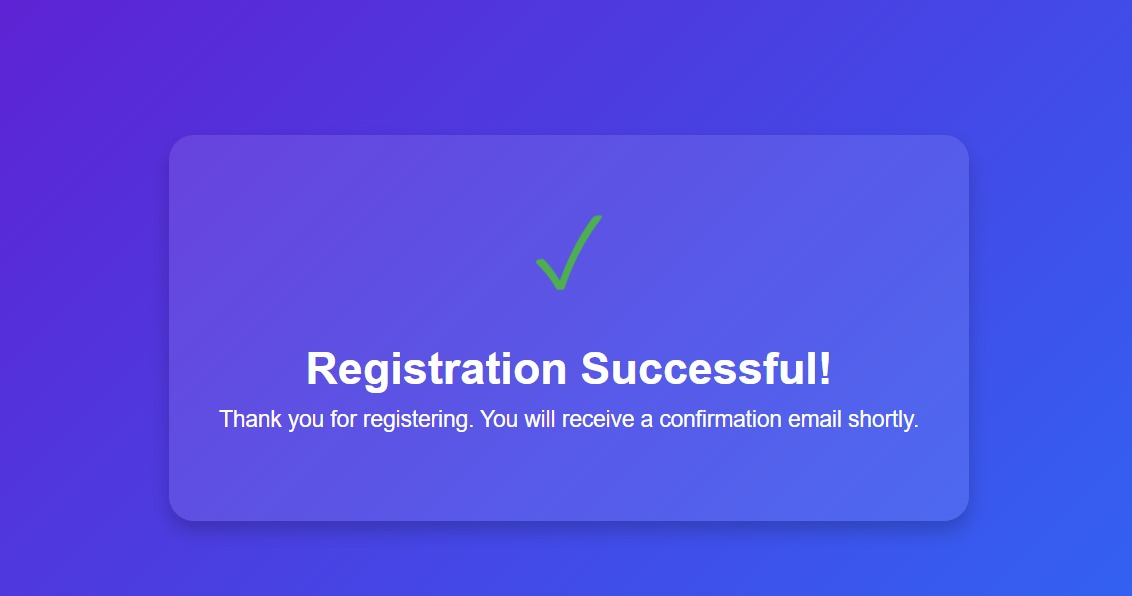 Registration Successful!
Thank you for registering. You will receive a confirmation email shortly.